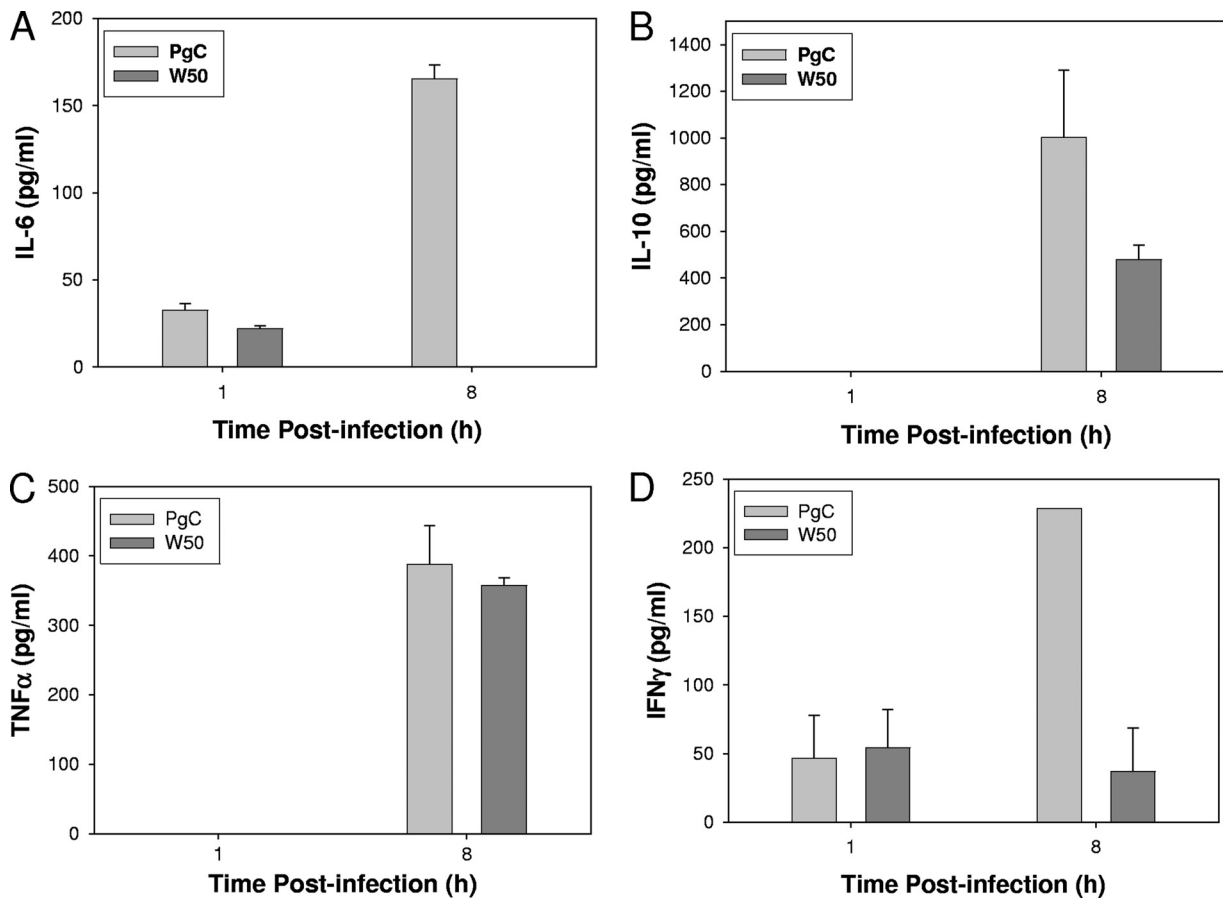 A
PgC
W50
200
150
100
50
0
IL-6 (pg/ml)
1
8
Time Post-infection (h)
B
PgC
W50
1400
1200
1000
800
600
400
200
0
IL-10 (pg/ml)
1
8
Time Post-infection (h)
C
PgC
W50
500
400
300
200
100
0
TNFα (pg/ml)
1
8
Time Post-infection (h)
D
PgC
W50
250
200
150
100
50
0
IFNγ (pg/ml)
1
8
Time Post-infection (h)